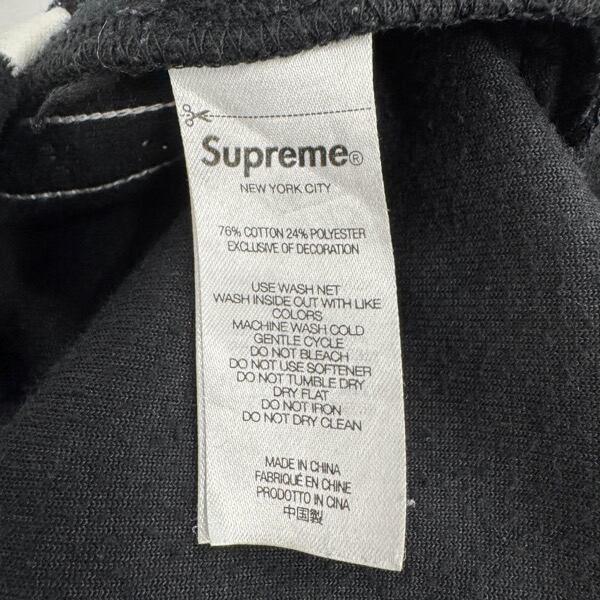 Supreme®
NEW YORK CITY
76% COTTON 24% POLYESTER
EXCLUSIVE OF DECORATION
USE WASH NET
WASH INSIDE OUT WITH LIKE
COLORS
MACHINE WASH COLD
GENTLE CYCLE
DO NOT BLEACH
DO NOT USE SOFTENER
DO NOT TUMBLE DRY
DRY FLAT
DO NOT IRON
DO NOT DRY CLEAN
MADE IN CHINA
FABRIQUÉ EN CHINE
PRODOTTO IN CINA
中国製